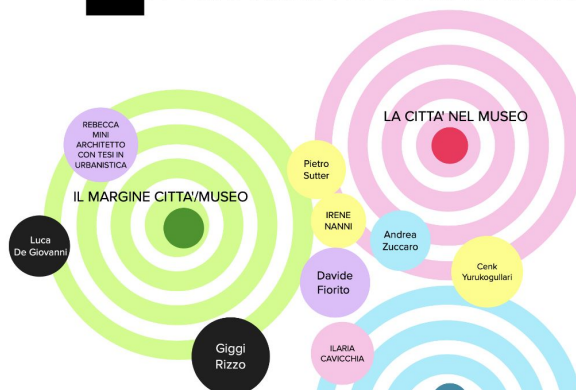 LA CITTA' NEL MUSEO
REBECCA
MINI
ARCHITETTO
CON TESI IN
URBANISTICA
Pietro
Sutter
IL MARGINE CITTA'/MUSEO
IRENE
NANNI
Luca
De Giovanni
Andrea
Zuccaro
Cenk
Yurukogullari
Davide
Fiorito
Giggi
Rizzo
ILARIA
CAVICCHIA